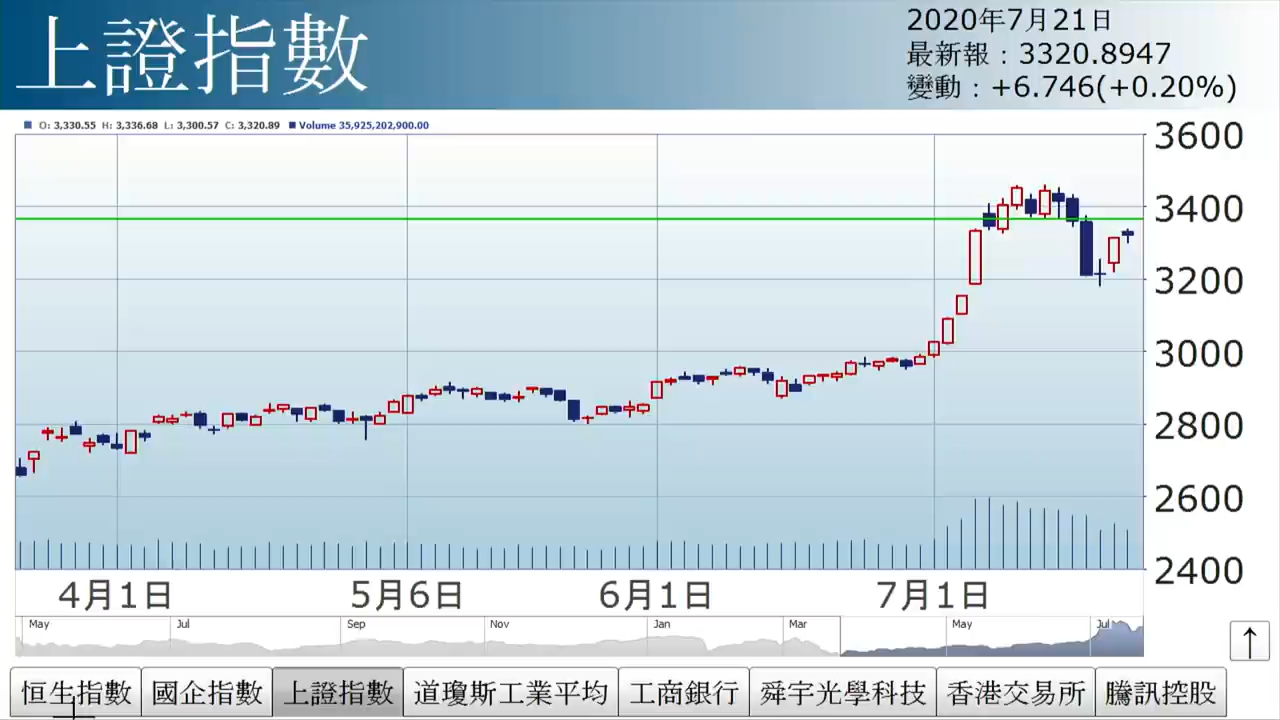 上證指數
2020年7月21日
最新報：3320.8947
變動：+6.746(+0.20%)
O: 3,330.55 H: 3,336.68 L: 3,300.57 C: 3,320.89 Volume 35,925,202,900.00
3600
3400
3200
3000
2800
2600
2400
4月1日 5月6日 6月1日 7月1日
May Jul Sep Nov Jan Mar May Jul
恒生指數 國企指數 上證指數 道瓊斯工業平均 工商銀行 舜宇光學科技 香港交易所 騰訊控股